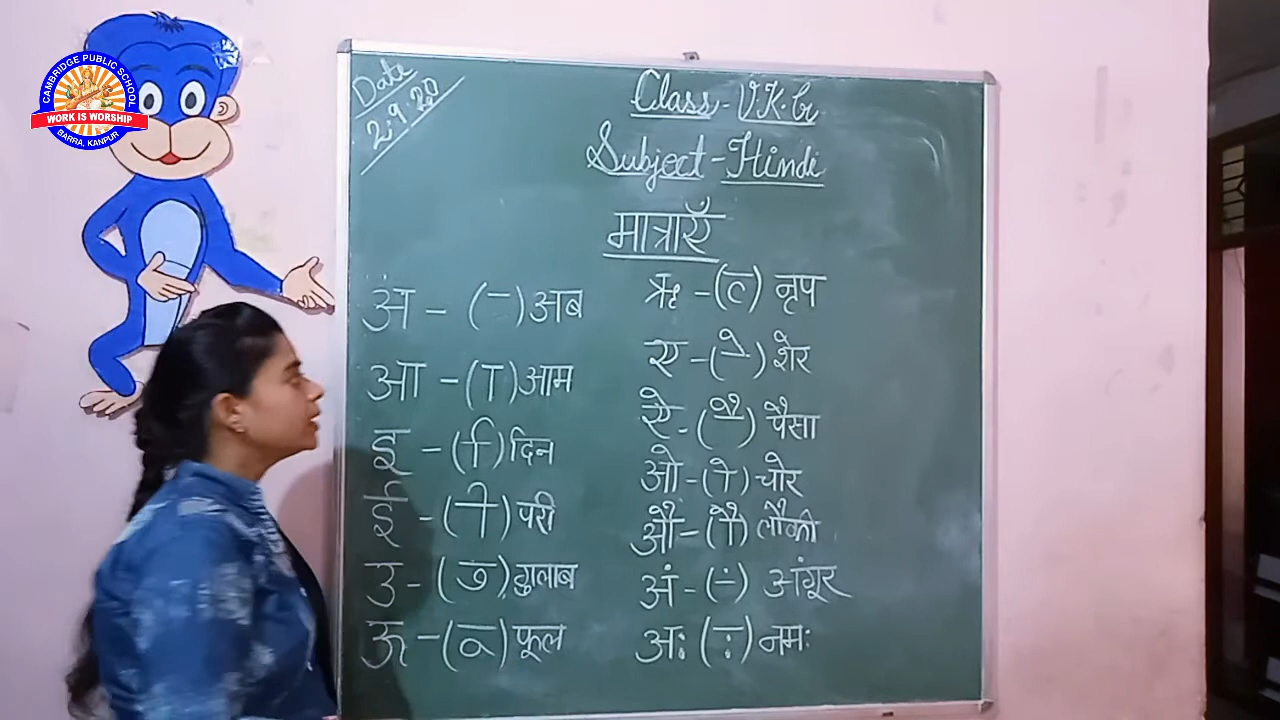 CAMBRIDGE PUBLIC SCHOOL
WORK IS WORSHIP
BARRA, KANPUR
Date
2.9.20
Class - U.K.G
Subject - Hindi
मात्राएँ
अ - (–) अब
आ - (ा) आम
इ - (ि) दिन
ई - (ी) परी
उ - (ु) गुलाब
ऊ - (ू) फूल
ऋ - (ृ) नृप
ए - (े) शेर
ऐ - (ै) पैसा
ओ - (ो) चोर
औ - (ौ) लौकी
अं - (ं) अंगूर
अः (ः) नमः